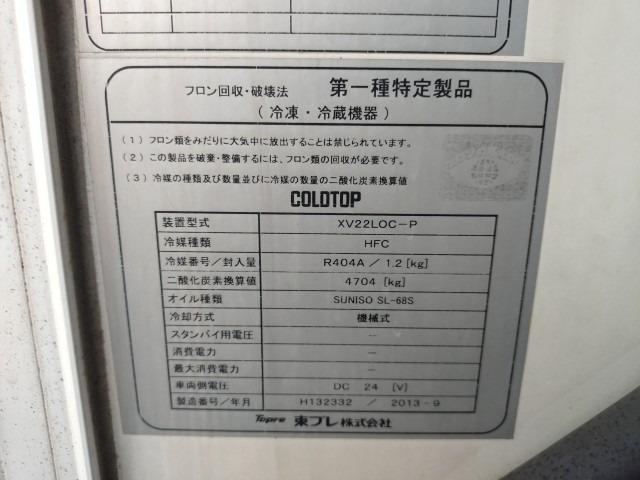 フロン回収・破壊法 第一種特定製品
(冷凍・冷蔵機器)
(1) フロン類をみだりに大気中に放出することは禁じられています。
(2) この製品を破棄・整備するには、フロン類の回収が必要です。
(3) 冷媒の種類及び数量並びに冷媒の数量の二酸化炭素換算値
COLDTOP
装置型式 XV22LOC-P
冷媒種類 HFC
冷媒番号/封入量 R404A / 1.2 [kg]
二酸化炭素換算値 4704 [kg]
オイル種類 SUNISO SL-68S
冷却方式 機械式
スタンバイ用電圧 —
消費電力 —
最大消費電力 —
車両側電圧 DC 24 [V]
製造番号/年月 H132332 / 2013-9
Topre 東プレ株式会社